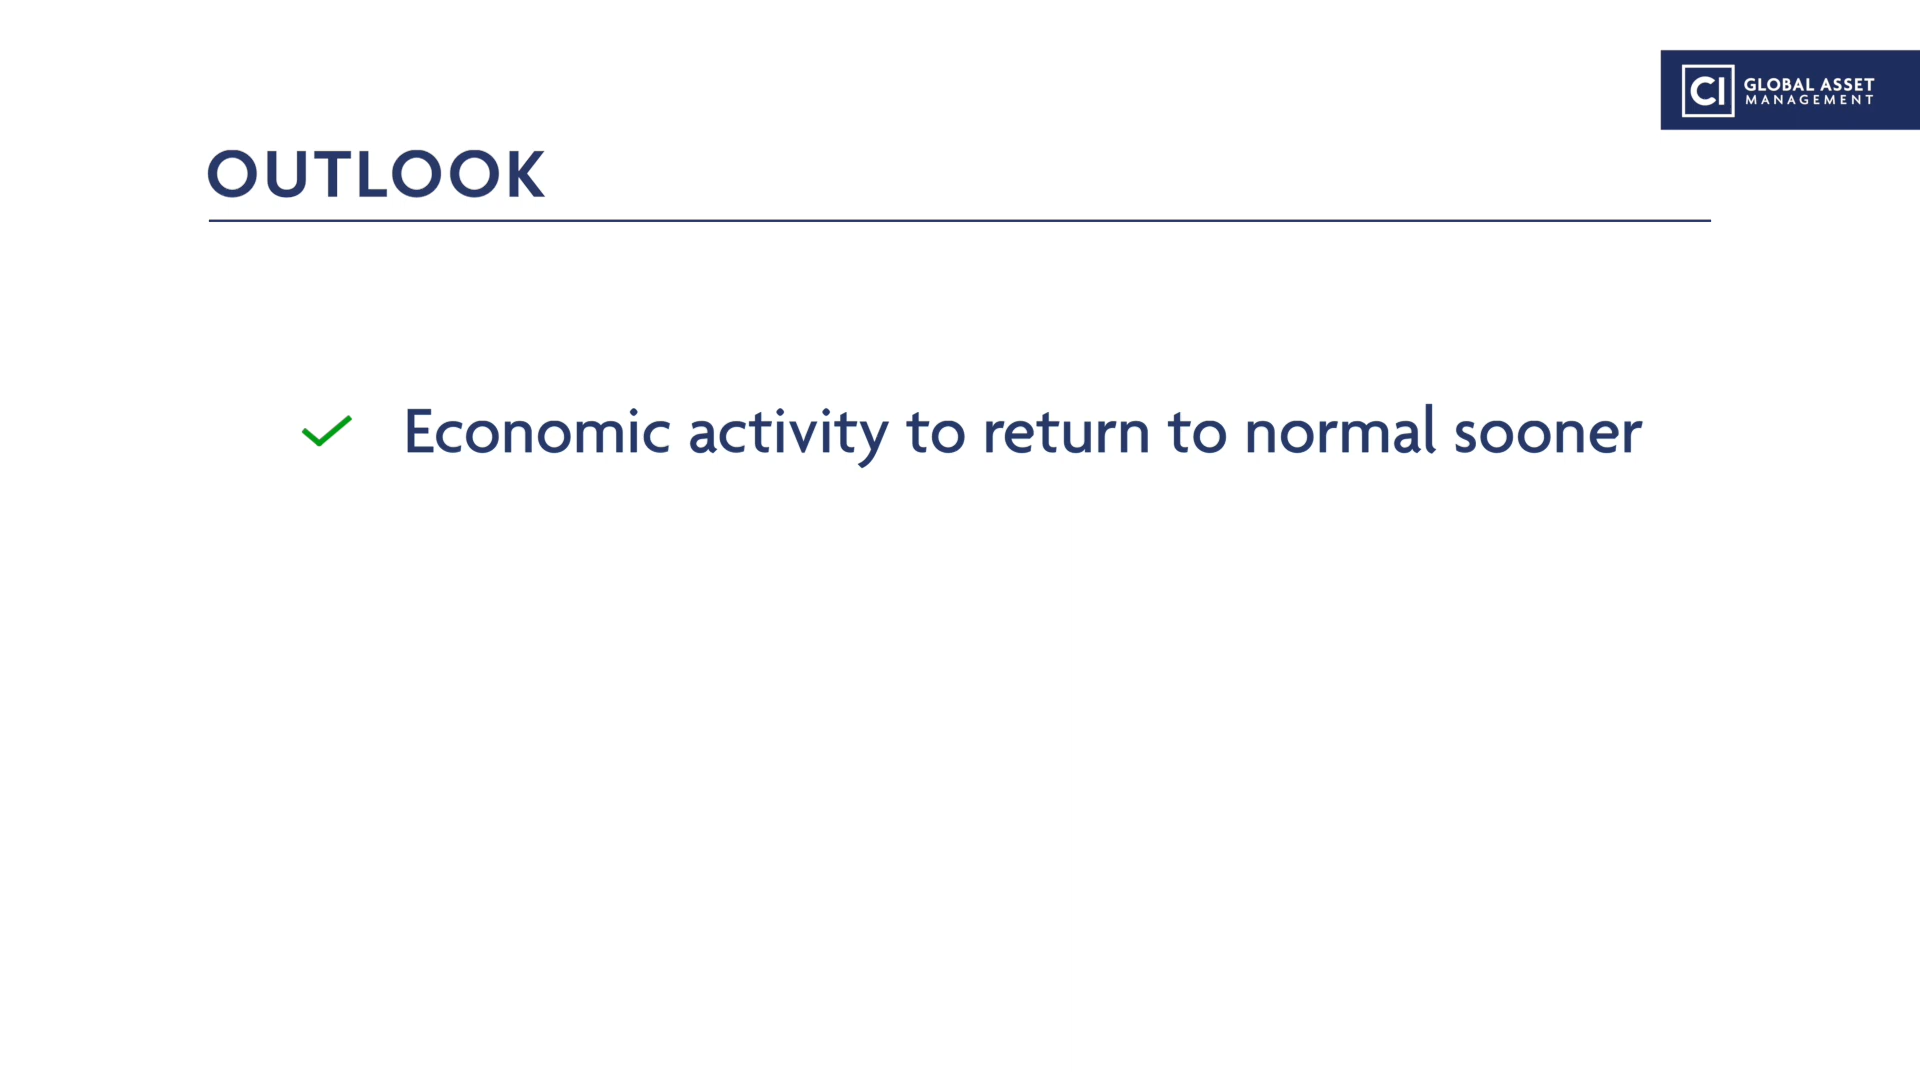 CI GLOBAL ASSET
MANAGEMENT
OUTLOOK
Economic activity to return to normal sooner